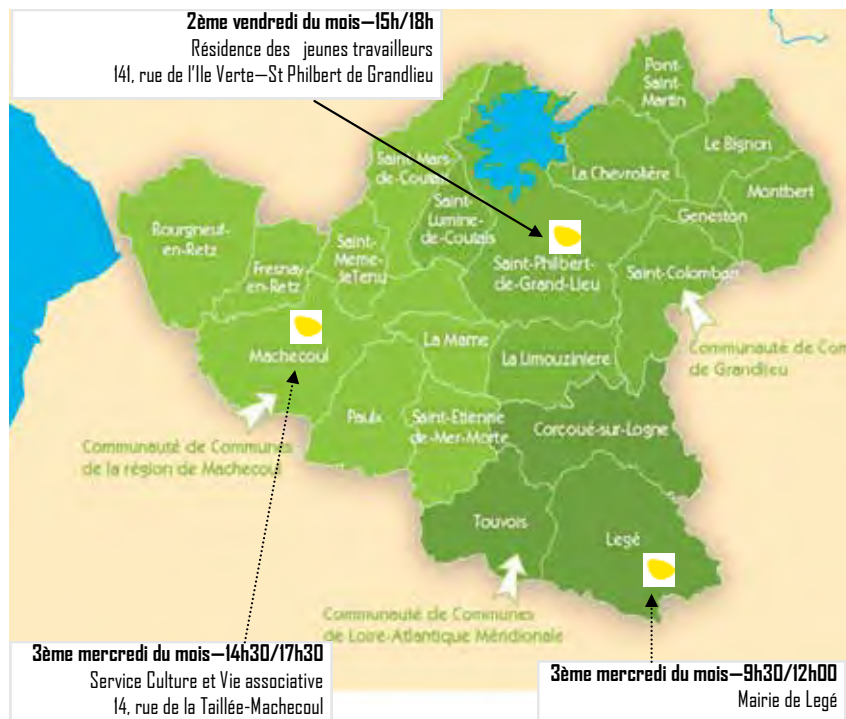 2ème vendredi du mois—15h/18h
Résidence des jeunes travailleurs
141, rue de l'Ile Verte—St Philbert de Grandlieu
Pont-
Saint-
Martin
Le Bignon
Saint-Mars-
de-Coutais
La Chevrolière
Montbert
Saint-
Lumine-
de-Coutais
Geneston
Bourgneuf-
en-Retz
Saint-
Meme-
leTenu
Fresnay-
en-Retz
Saint-Philbert-
de-Grand-Lieu
Saint-Colomban
La Marne
Machecoul
La Limouziniere
Communauté de Com
de Grandlieu
Paulx
Saint-Etienne
de-Mer-Morte
Corcoué-sur-Logne
Communauté de Communes
de la région de Machecoul
Touvois
Legé
Communauté de Communes
de Loire-Atlantique Méridionale
3ème mercredi du mois—14h30/17h30
Service Culture et Vie associative
14, rue de la Taillée-Machecoul
3ème mercredi du mois—9h30/12h00
Mairie de Legé